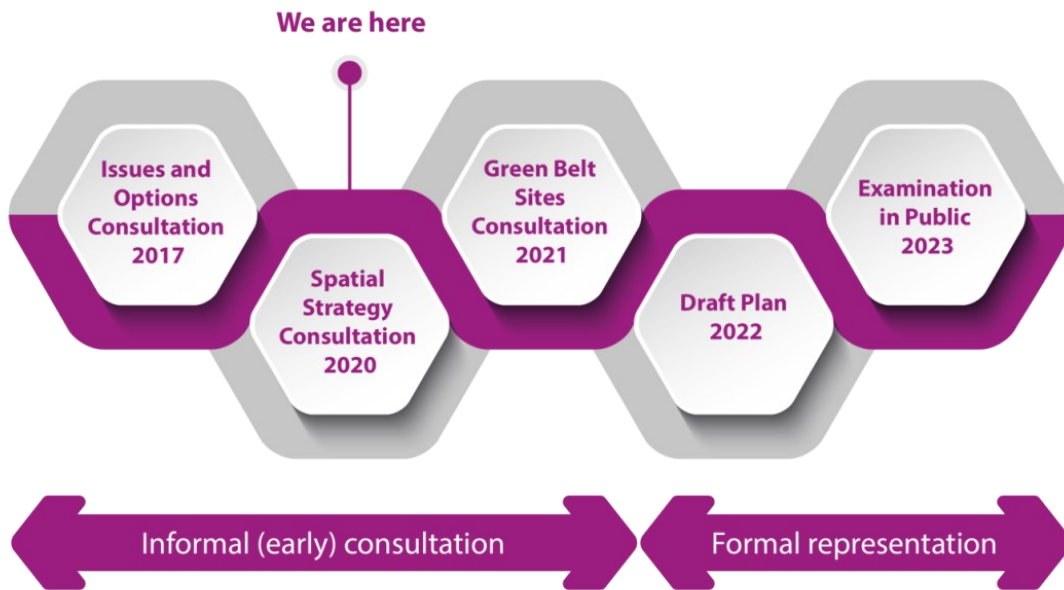 We are here
Issues and
Options
Consultation
2017
Spatial
Strategy
Consultation
2020
Green Belt
Sites
Consultation
2021
Draft Plan
2022
Examination
in Public
2023
Informal (early) consultation
Formal representation